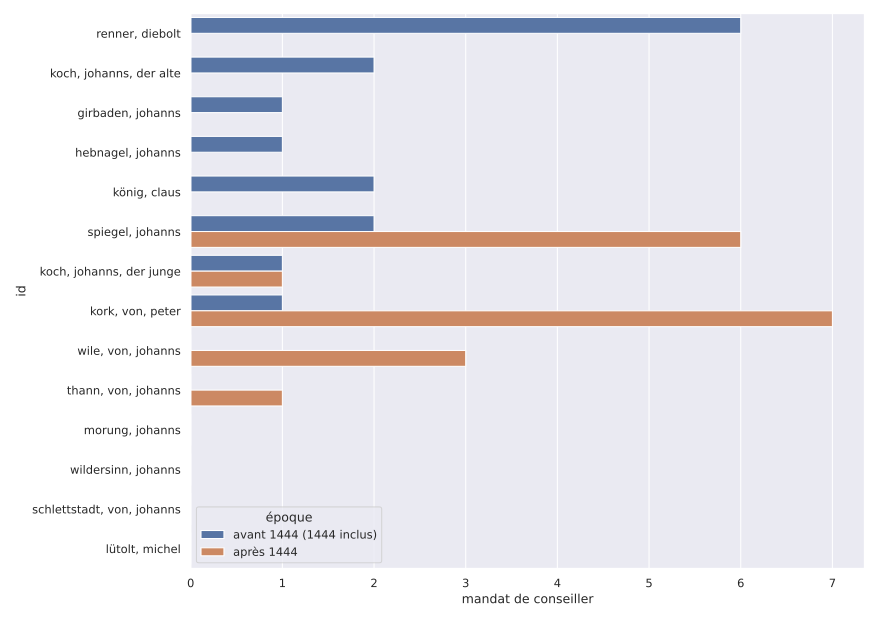 renner, diebolt
koch, johanns, der alte
girbaden, johanns
hebnagel, johanns
könig, claus
spiegel, johanns
koch, johanns, der junge
kork, von, peter
wile, von, johanns
thann, von, johanns
morung, johanns
wildersinn, johanns
schlettstadt, von, johanns
lütolt, michel
id
époque
avant 1444 (1444 inclus)
après 1444
0 1 2 3 4 5 6 7
mandat de conseiller